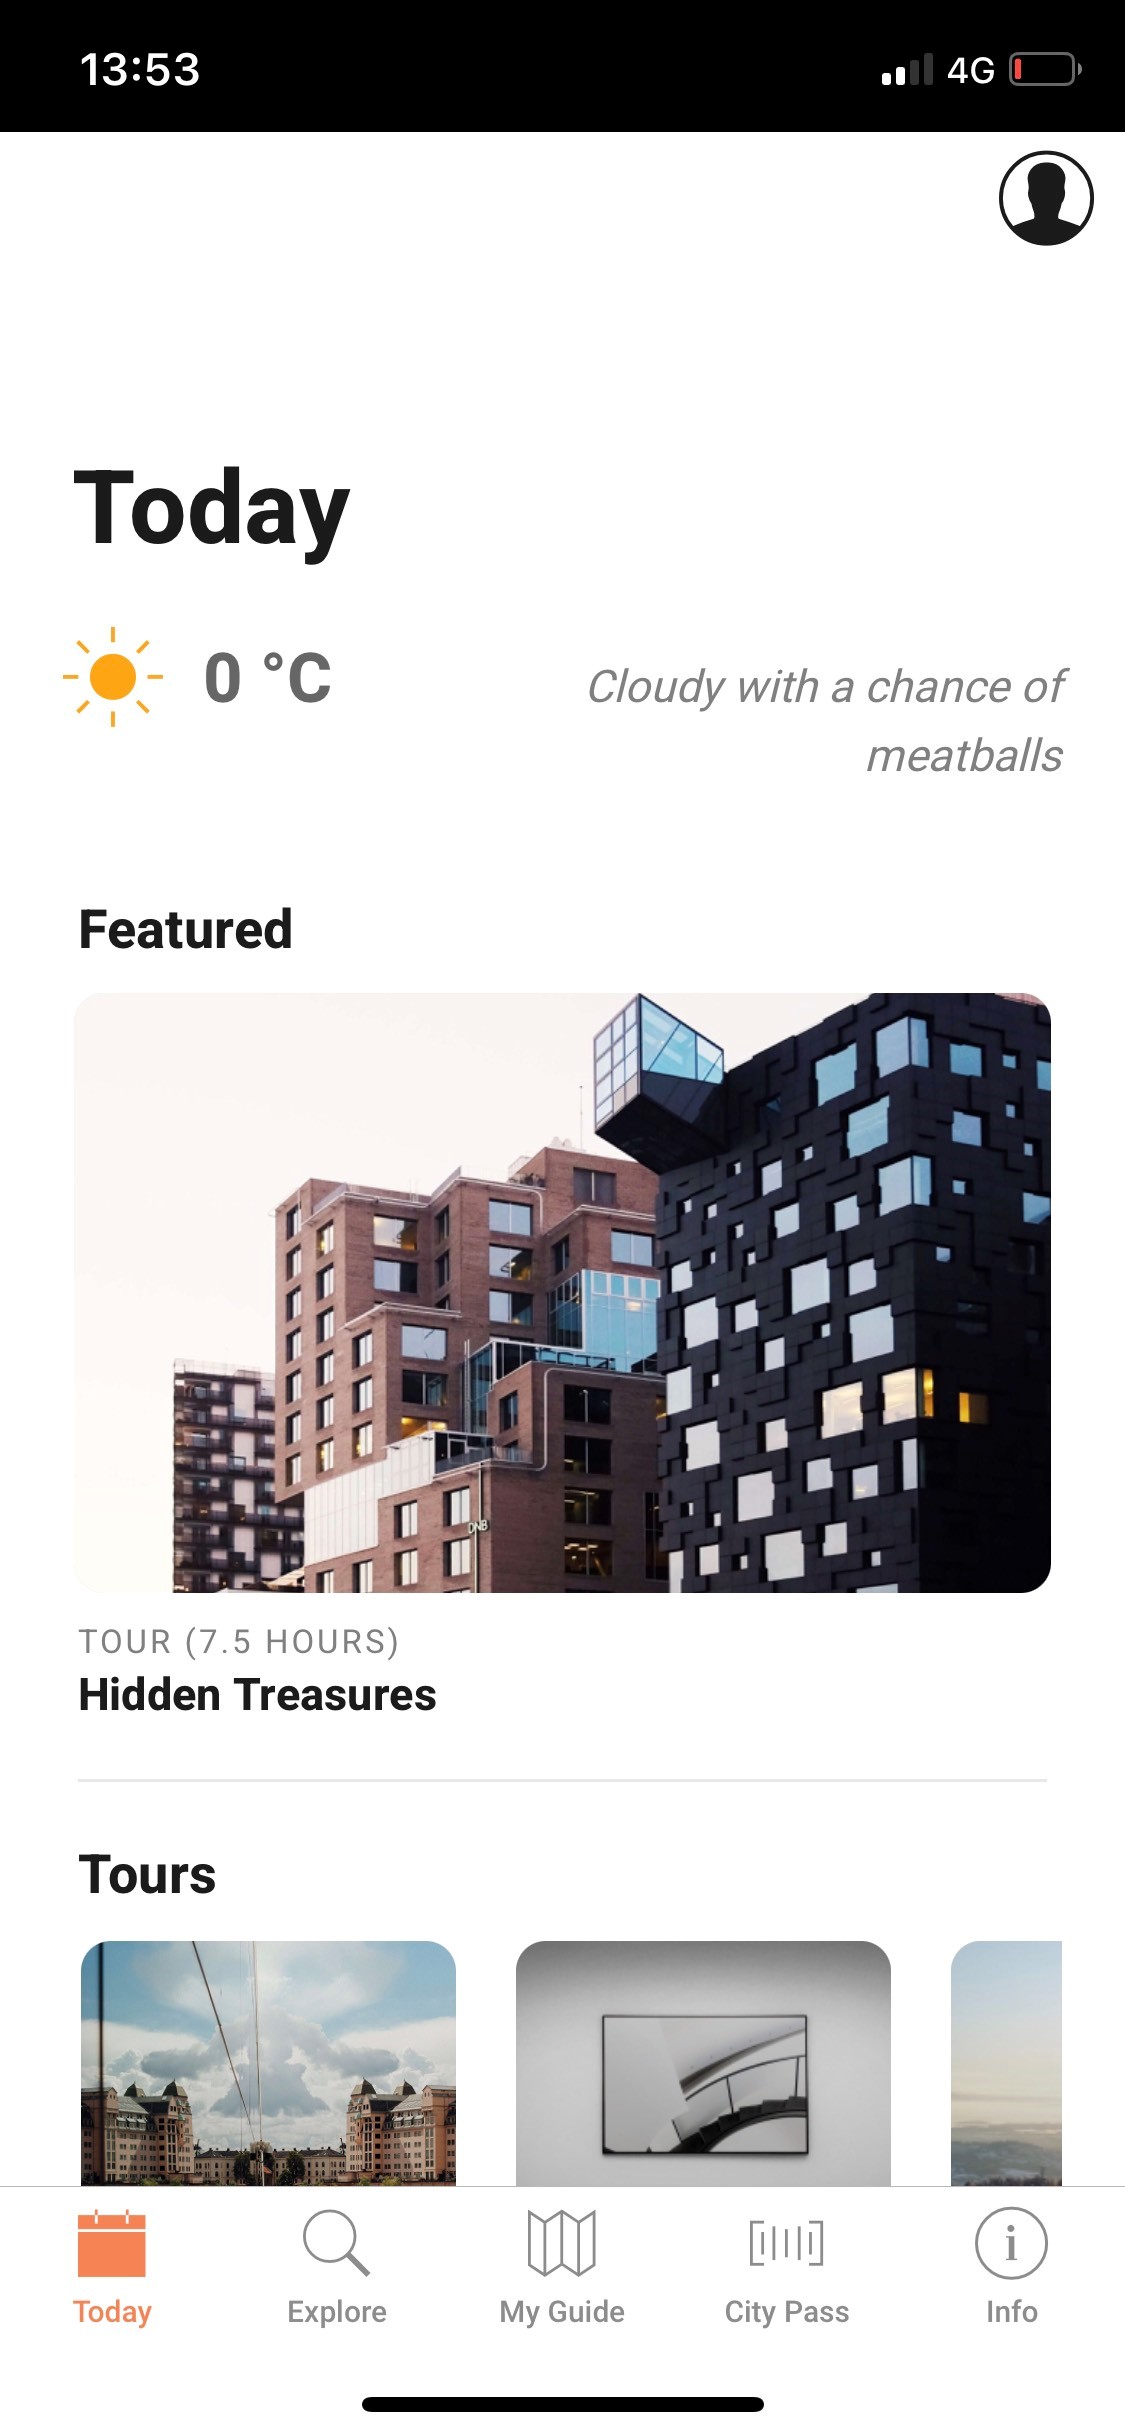 13:53
4G
Today
0 °C
Cloudy with a chance of
meatballs
Featured
DNB
TOUR (7.5 HOURS)
Hidden Treasures
Tours
Today
Explore
My Guide
City Pass
Info